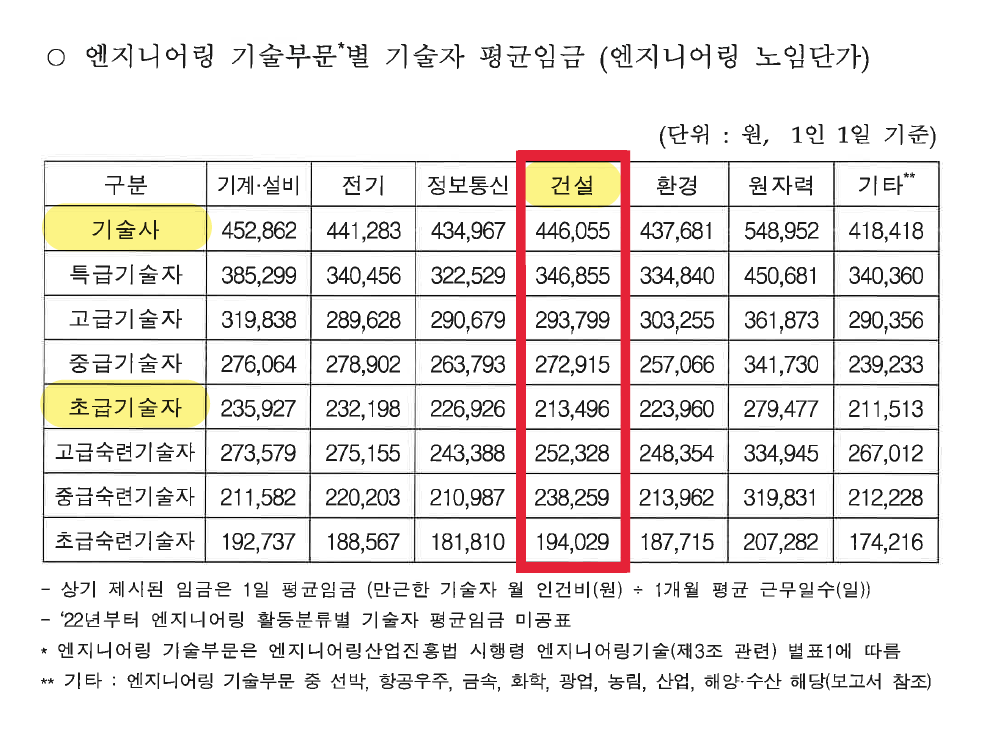 ○ 엔지니어링 기술부문*별 기술자 평균임금 (엔지니어링 노임단가)
(단위 : 원, 1인 1일 기준)
구분 기계·설비 전기 정보통신 건설 환경 원자력 기타**
기술사 452,862 441,283 434,967 446,055 437,681 548,952 418,418
특급기술자 385,299 340,456 322,529 346,855 334,840 450,681 340,360
고급기술자 319,838 289,628 290,679 293,799 303,255 361,873 290,356
중급기술자 276,064 278,902 263,793 272,915 257,066 341,730 239,233
초급기술자 235,927 232,198 226,926 213,496 223,960 279,477 211,513
고급숙련기술자 273,579 275,155 243,388 252,328 248,354 334,945 267,012
중급숙련기술자 211,582 220,203 210,987 238,259 213,962 319,831 212,228
초급숙련기술자 192,737 188,567 181,810 194,029 187,715 207,282 174,216
- 상기 제시된 임금은 1일 평균임금 (만근한 기술자 월 인건비(원) ÷ 1개월 평균 근무일수(일))
- ‘22년부터 엔지니어링 활동분류별 기술자 평균임금 미공표
* 엔지니어링 기술부문은 엔지니어링산업진흥법 시행령 엔지니어링기술(제3조 관련) 별표1에 따름
** 기타 : 엔지니어링 기술부문 중 선박, 항공우주, 금속, 화학, 광업, 농림, 산업, 해양·수산 해당(보고서 참조)